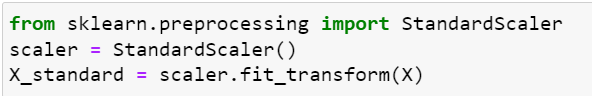 from sklearn.preprocessing import StandardScaler
scaler = StandardScaler()
X_standard = scaler.fit_transform(X)